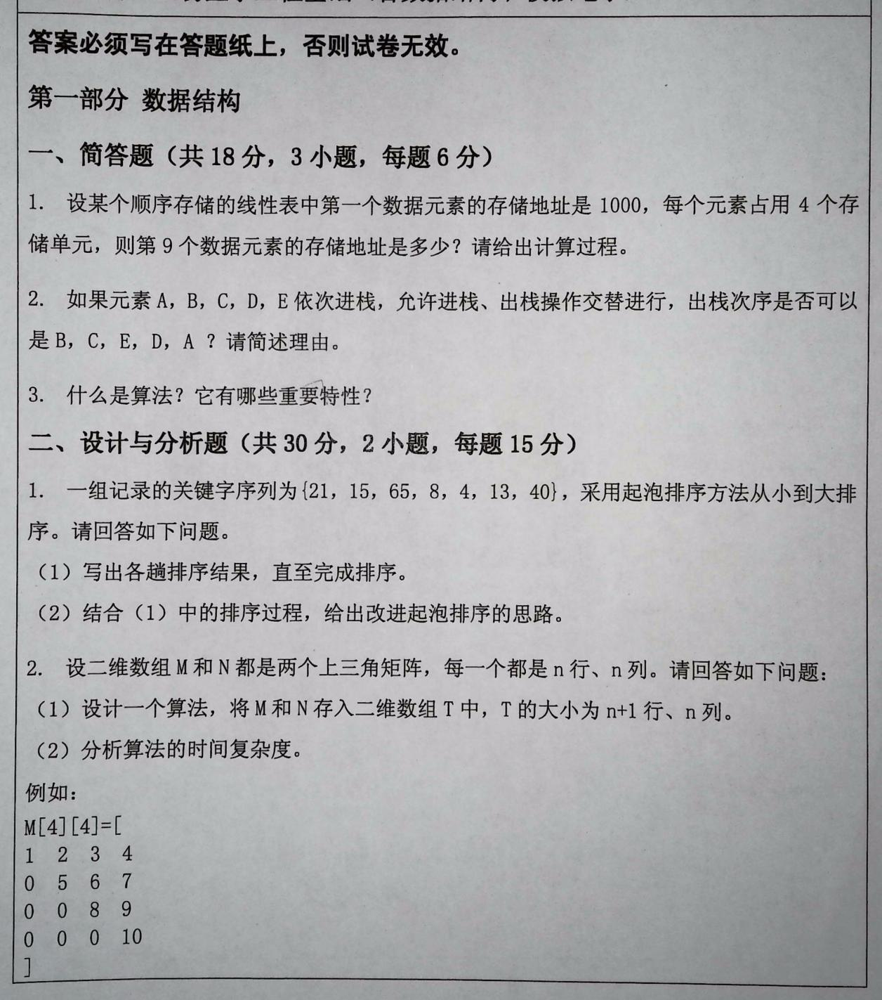 答案必须写在答题纸上，否则试卷无效。
第一部分 数据结构
一、简答题（共 18 分，3 小题，每题 6 分）
1. 设某个顺序存储的线性表中第一个数据元素的存储地址是 1000，每个元素占用 4 个存
储单元，则第 9 个数据元素的存储地址是多少？请给出计算过程。
2. 如果元素 A，B，C，D，E 依次进栈，允许进栈、出栈操作交替进行，出栈次序是否可以
是 B，C，E，D，A ？请简述理由。
3. 什么是算法？它有哪些重要特性？
二、设计与分析题（共 30 分，2 小题，每题 15 分）
1. 一组记录的关键字序列为{21，15，65，8，4，13，40}，采用起泡排序方法从小到大排
序。请回答如下问题。
（1）写出各趟排序结果，直至完成排序。
（2）结合（1）中的排序过程，给出改进起泡排序的思路。
2. 设二维数组 M 和 N 都是两个上三角矩阵，每一个都是 n 行、n 列。请回答如下问题：
（1）设计一个算法，将 M 和 N 存入二维数组 T 中，T 的大小为 n+1 行、n 列。
（2）分析算法的时间复杂度。
例如：
M[4][4]=[
1 2 3 4
0 5 6 7
0 0 8 9
0 0 0 10
]